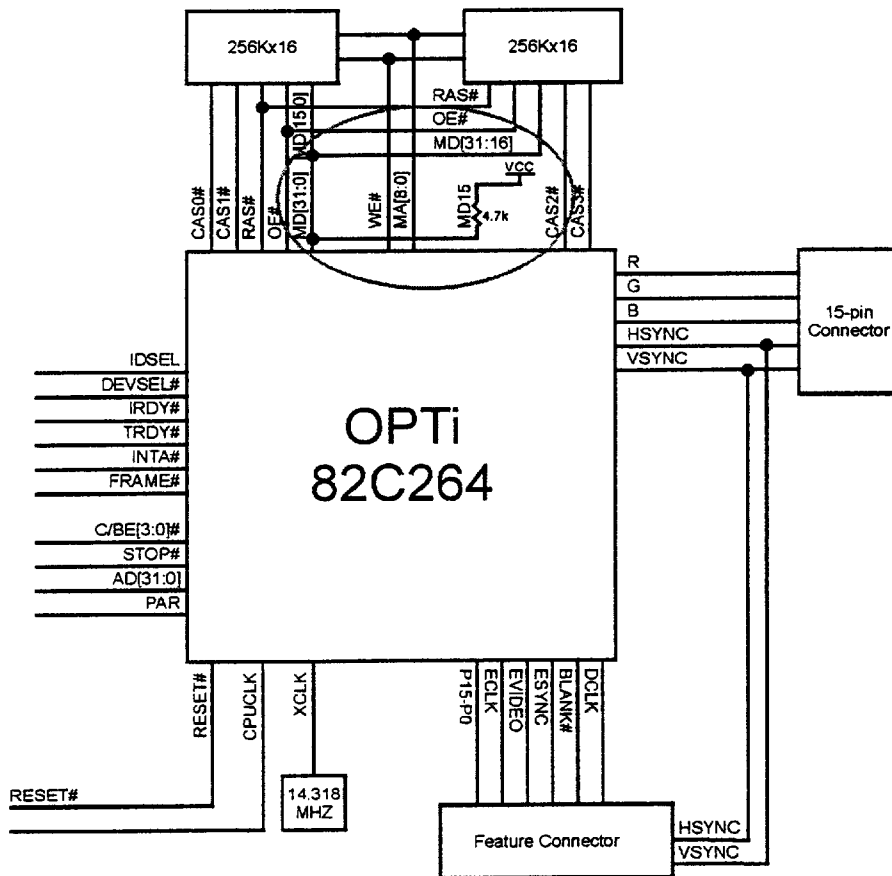 256Kx16
256Kx16
RAS#
OE#
MD[31:16]
MD[15:0]
VCC
4.7k
MD15
CAS0#
CAS1#
RAS#
OE#
MD[31:0]
WE#
MA[8:0]
CAS2#
CAS3#
R
G
B
HSYNC
VSYNC
15-pin
Connector
IDSEL
DEVSEL#
IRDY#
TRDY#
INTA#
FRAME#
C/BE[3:0]#
STOP#
AD[31:0]
PAR
OPTi
82C264
RESET#
CPUCLK
XCLK
P15-P0
ECLK
EVIDEO
ESYNC
BLANK#
DCLK
RESET#
14.318
MHZ
Feature Connector
HSYNC
VSYNC